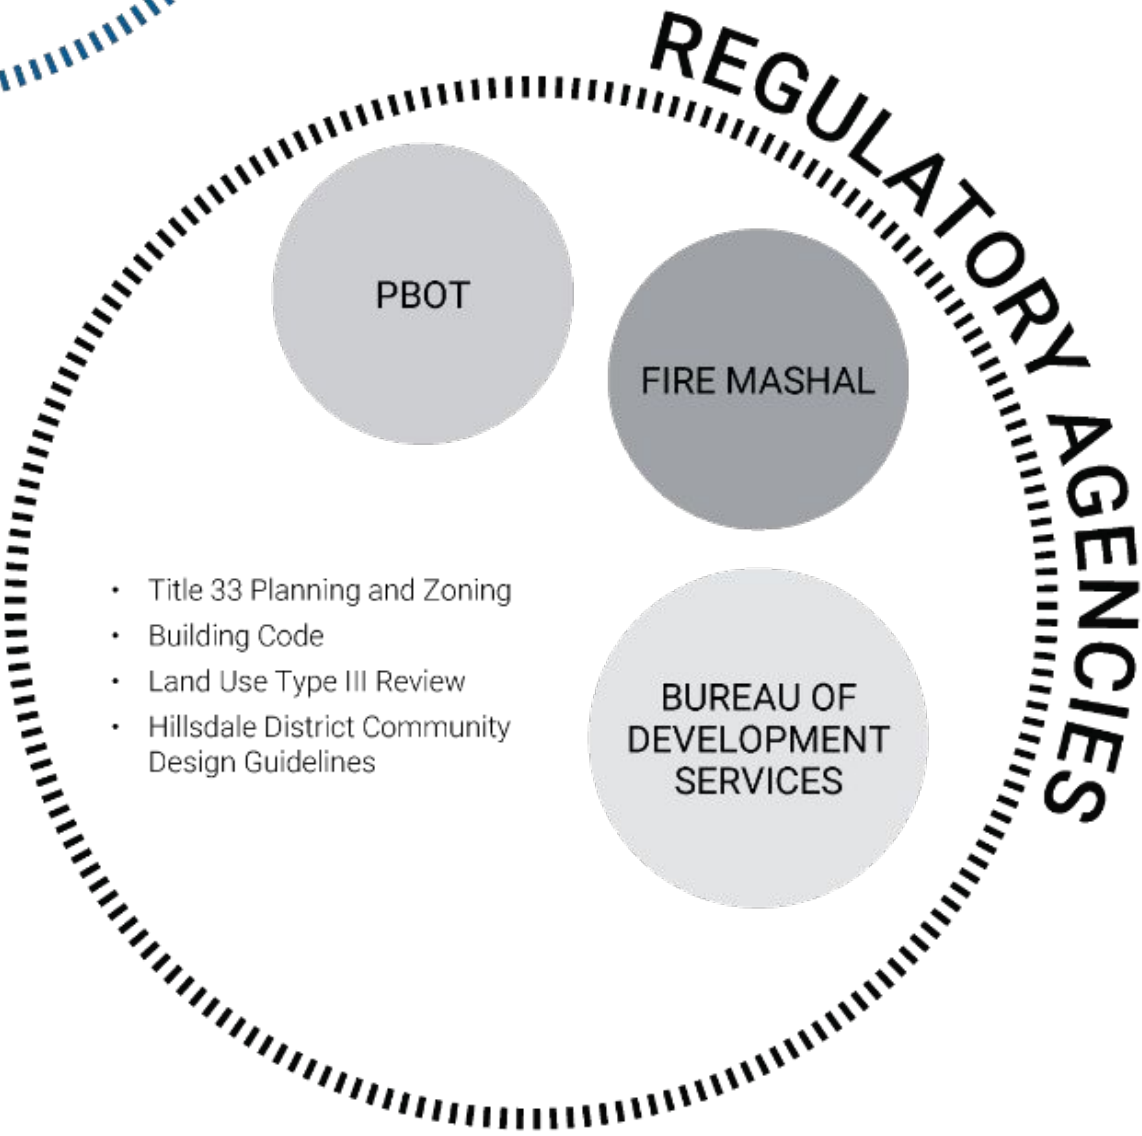 REGULATORY AGENCIES
PBOT
FIRE MASHAL
• Title 33 Planning and Zoning
• Building Code
• Land Use Type III Review
• Hillsdale District Community
Design Guidelines
BUREAU OF
DEVELOPMENT
SERVICES